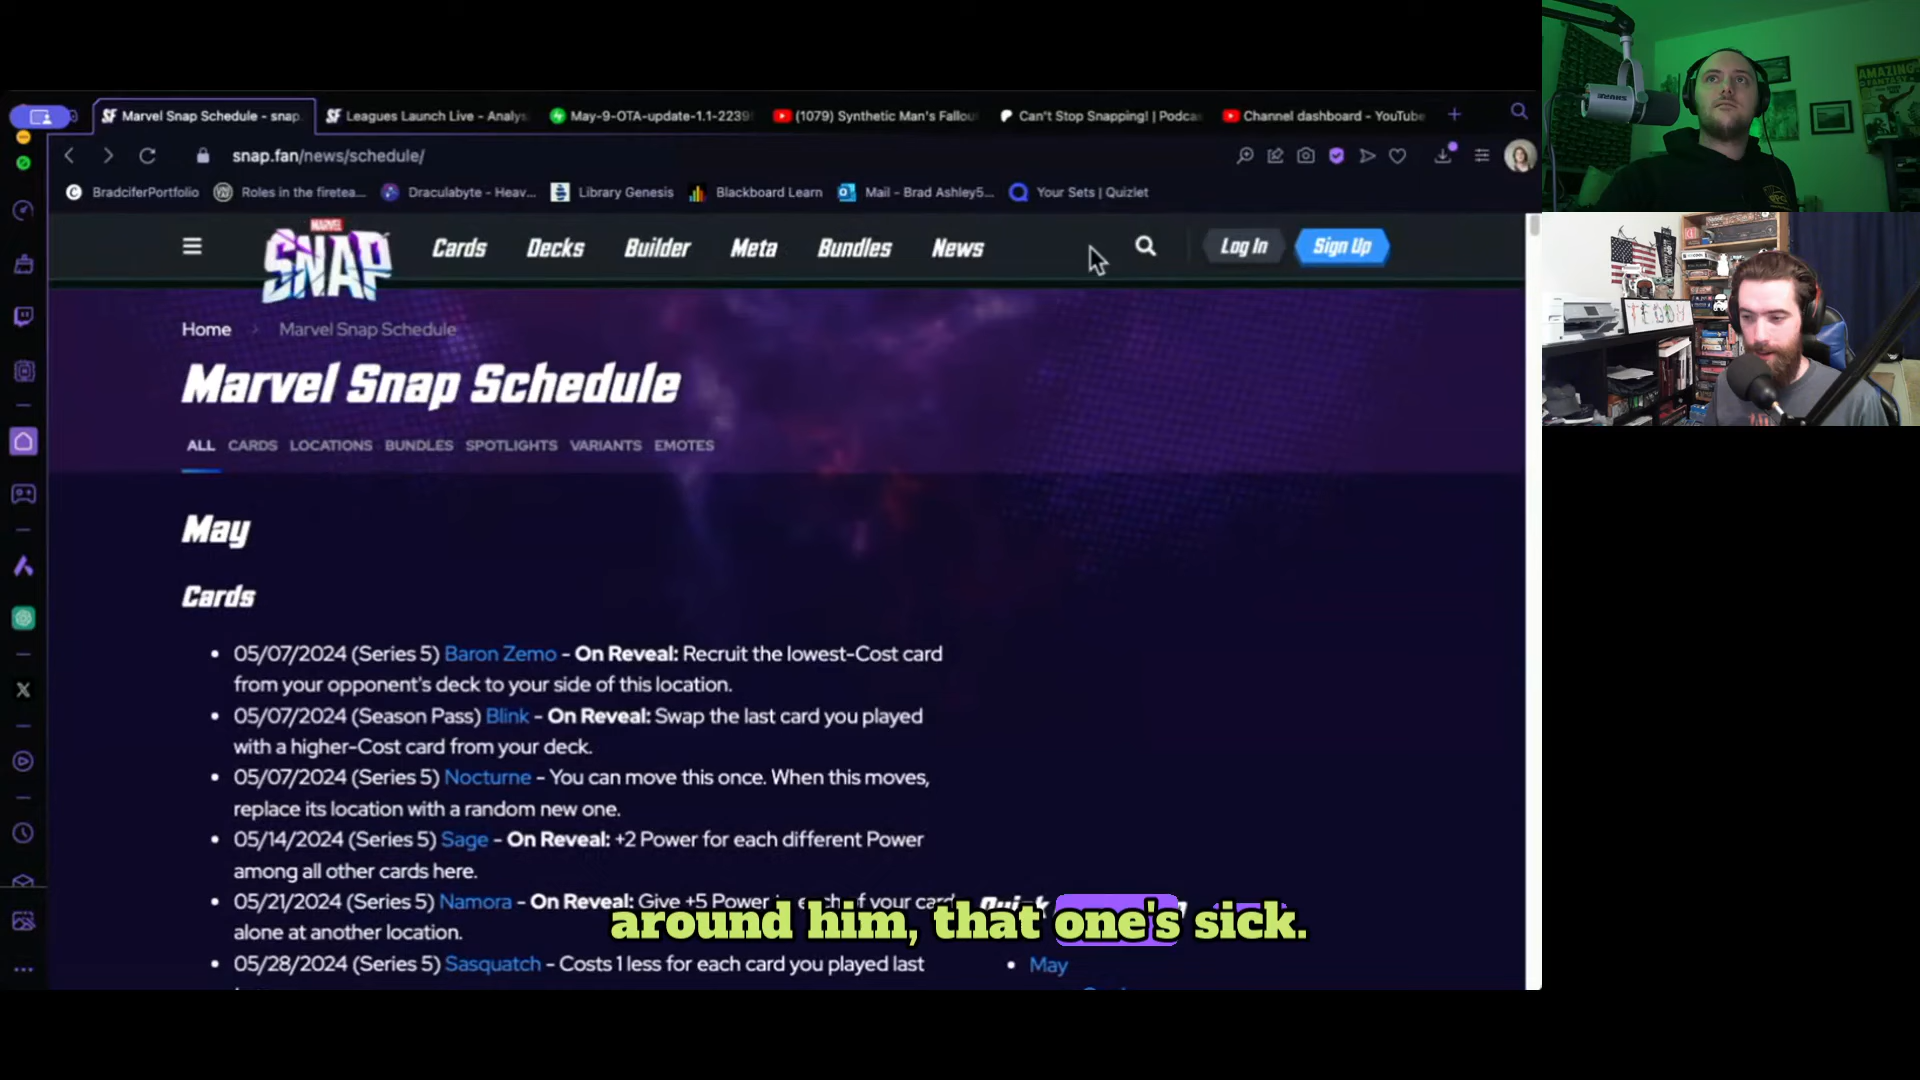 Marvel Snap Schedule - snap.
Leagues Launch Live - Analys
May-9-OTA-update-1.1-2239
(1079) Synthetic Man's Fallou
Can't Stop Snapping! | Podca
Channel dashboard - YouTube
snap.fan/news/schedule/
BradciferPortfolio
Roles in the firetea...
Draculabyte - Heav...
Library Genesis
Blackboard Learn
Mail - Brad Ashley5...
Your Sets | Quizlet
MARVEL
SNAP
Cards
Decks
Builder
Meta
Bundles
News
Log In
Sign Up
Home
Marvel Snap Schedule
Marvel Snap Schedule
ALL
CARDS
LOCATIONS
BUNDLES
SPOTLIGHTS
VARIANTS
EMOTES
May
Cards
05/07/2024 (Series 5) Baron Zemo - On Reveal: Recruit the lowest-Cost card
from your opponent's deck to your side of this location.
05/07/2024 (Season Pass) Blink - On Reveal: Swap the last card you played
with a higher-Cost card from your deck.
05/07/2024 (Series 5) Nocturne - You can move this once. When this moves,
replace its location with a random new one.
05/14/2024 (Series 5) Sage - On Reveal: +2 Power for each different Power
among all other cards here.
05/21/2024 (Series 5) Namora - On Reveal: Give +5 Power to each of your card
alone at another location.
05/28/2024 (Series 5) Sasquatch - Costs 1 less for each card you played last
May
around him, that one's sick.
SHURE
AMAZING
FANTASY